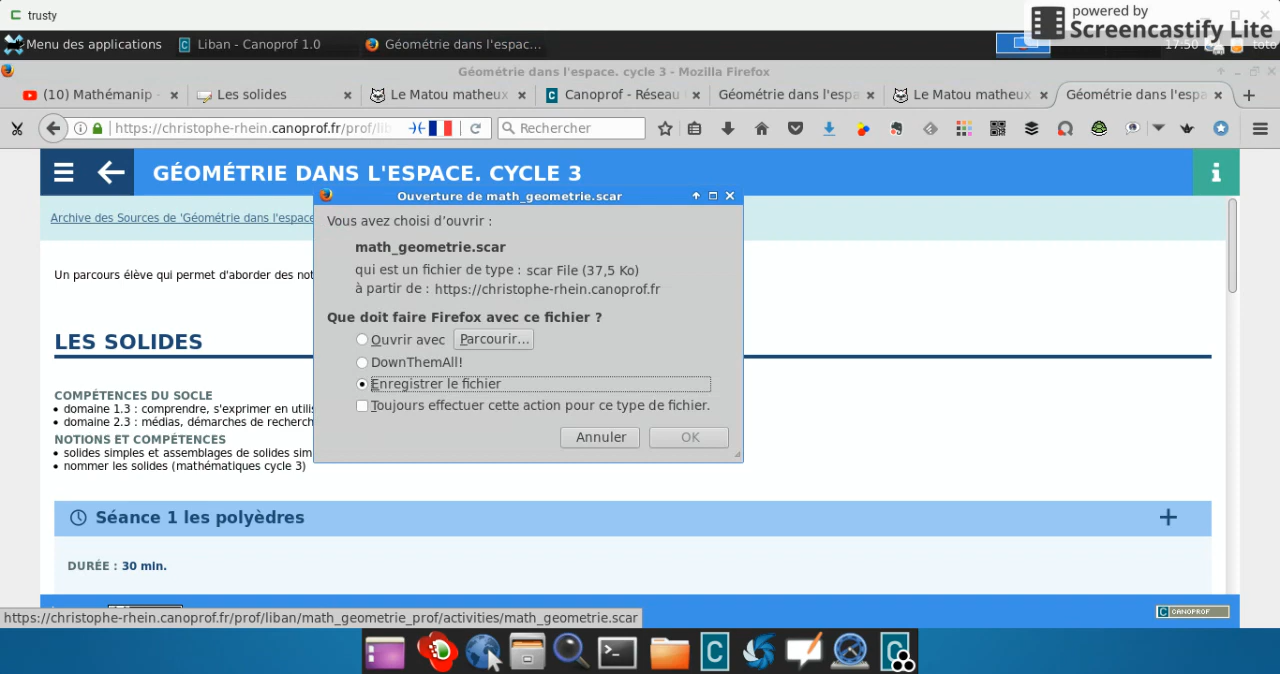 trusty
powered by
Screencastify Lite
Menu des applications
Liban - Canoprof 1.0
Géométrie dans l'espac...
17:50
toto
Géométrie dans l'espace. cycle 3 - Mozilla Firefox
(10) Mathémanip -
Les solides
Le Matou matheux
Canoprof - Réseau
Géométrie dans l'espa
Le Matou matheux
Géométrie dans l'espa
https://christophe-rhein.canoprof.fr/prof/lib
Rechercher
GÉOMÉTRIE DANS L'ESPACE. CYCLE 3
Ouverture de math_geometrie.scar
Archive des Sources de 'Géométrie dans l'espace
Vous avez choisi d'ouvrir :
math_geometrie.scar
qui est un fichier de type : scar File (37,5 Ko)
à partir de : https://christophe-rhein.canoprof.fr
Un parcours élève qui permet d'aborder des not
Que doit faire Firefox avec ce fichier ?
Ouvrir avec
Parcourir...
DownThemAll!
Enregistrer le fichier
Toujours effectuer cette action pour ce type de fichier.
Annuler
OK
LES SOLIDES
COMPÉTENCES DU SOCLE
• domaine 1.3 : comprendre, s'exprimer en utilis
• domaine 2.3 : médias, démarches de recherch
NOTIONS ET COMPÉTENCES
• solides simples et assemblages de solides sim
• nommer les solides (mathématiques cycle 3)
Séance 1 les polyèdres
DURÉE : 30 min.
https://christophe-rhein.canoprof.fr/prof/liban/math_geometrie_prof/activities/math_geometrie.scar
C CANOPROF